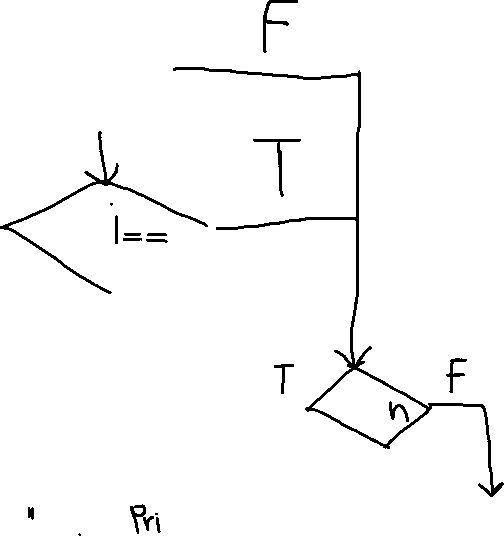 F
T
i==
T F
n
" . Pri